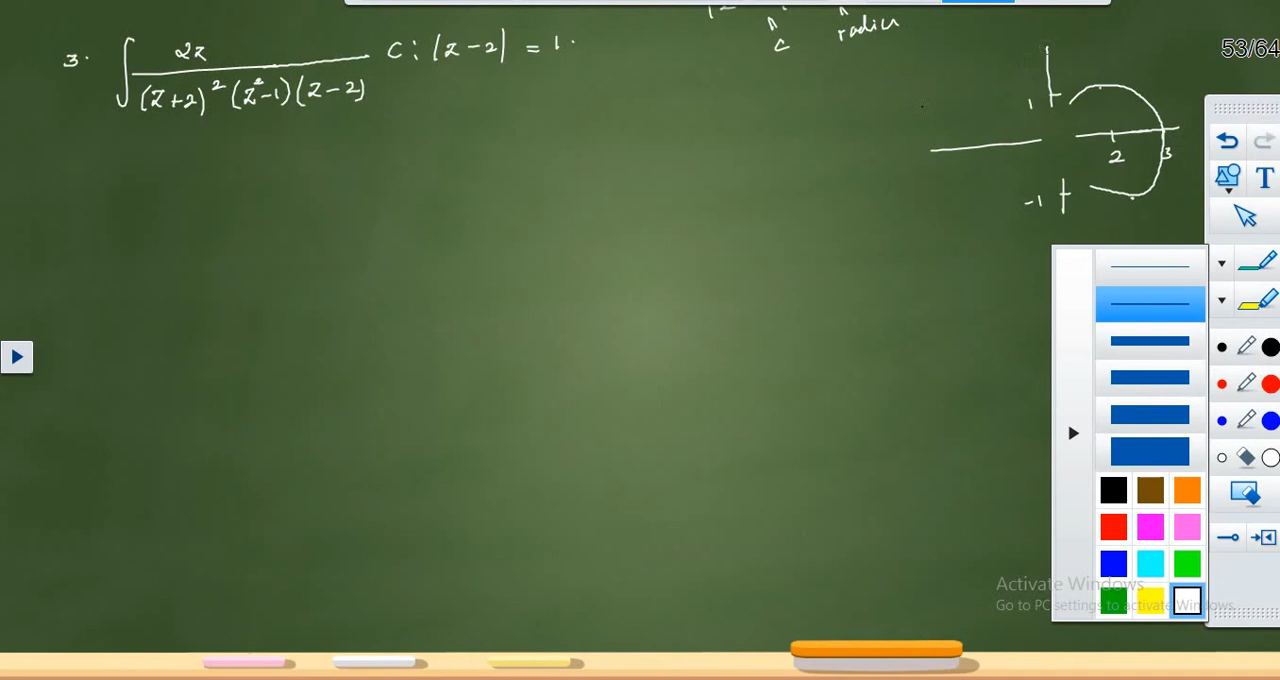 c radius
53/64
3. ∫ 2z / (z+2)² (z²-1)(z-2) C : |z-2| = 1.
1
2 3
-1
T
Activate Windows
Go to PC settings to activate Windows.